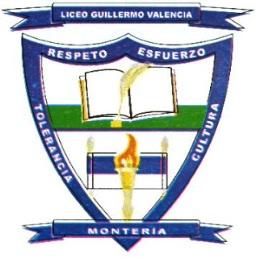 LICEO GUILLERMO VALENCIA
RESPETO ESFUERZO
TOLERANCIA
CULTURA
MONTERÍA